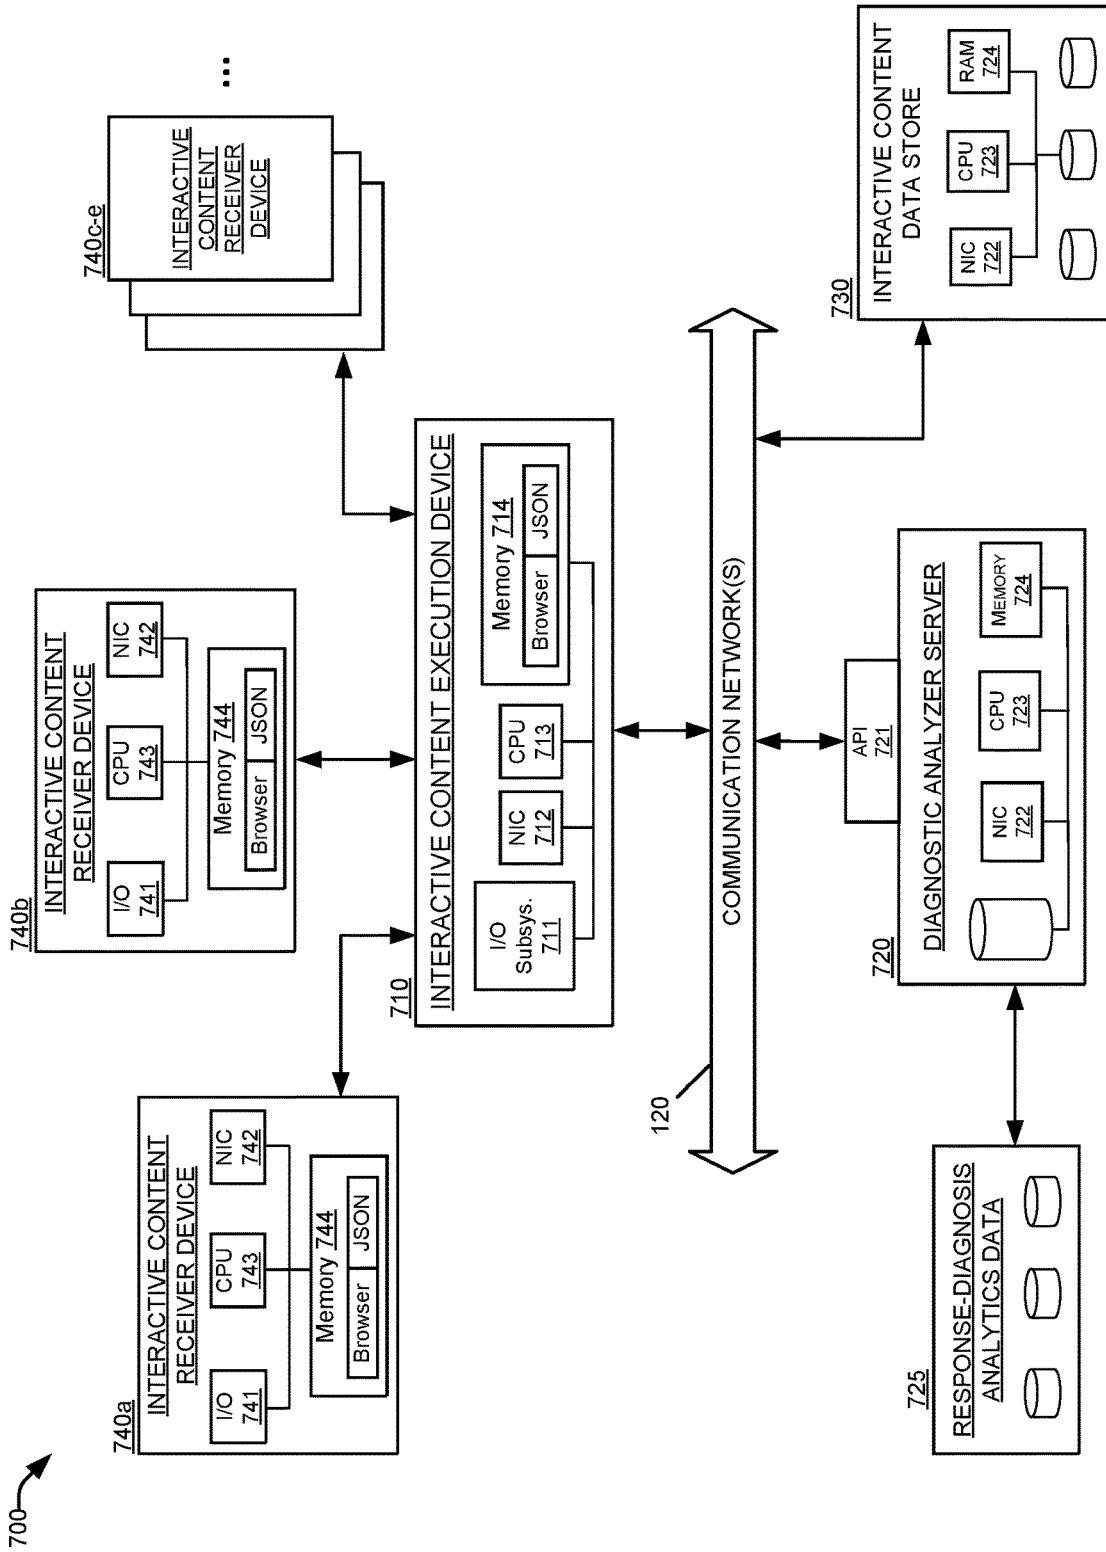 700
740a
INTERACTIVE CONTENT
RECEIVER DEVICE
I/O
741
CPU
743
NIC
742
Memory 744
Browser
JSON
740b
INTERACTIVE CONTENT
RECEIVER DEVICE
I/O
741
CPU
743
NIC
742
Memory 744
Browser
JSON
740c-e
INTERACTIVE
CONTENT
RECEIVER
DEVICE
...
710
INTERACTIVE CONTENT EXECUTION DEVICE
I/O
Subsys.
711
NIC
712
CPU
713
Memory 714
Browser
JSON
120
COMMUNICATION NETWORK(S)
API
721
720
DIAGNOSTIC ANALYZER SERVER
NIC
722
CPU
723
MEMORY
724
725
RESPONSE-DIAGNOSIS
ANALYTICS DATA
730
INTERACTIVE CONTENT
DATA STORE
NIC
722
CPU
723
RAM
724